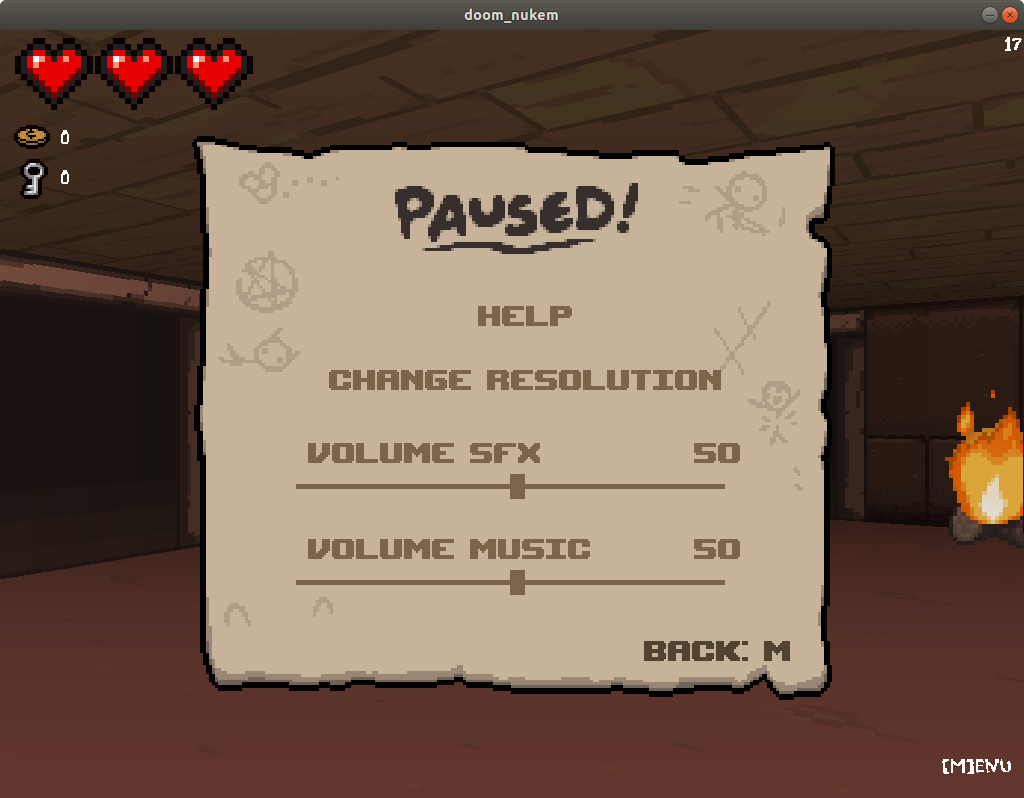 doom_nukem
17
0
0
PAUSED!
HELP
CHANGE RESOLUTION
VOLUME SFX 50
VOLUME MUSIC 50
BACK: M
[M]ENU